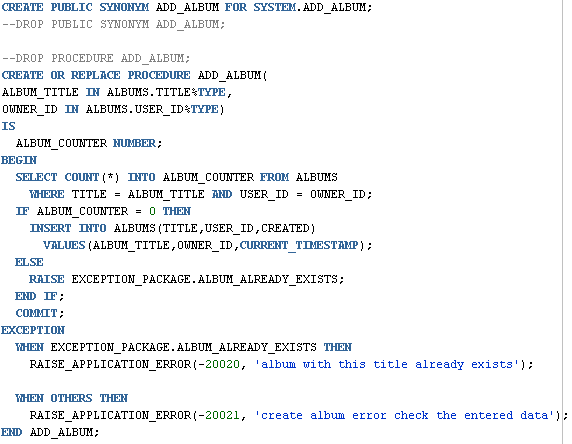 CREATE PUBLIC SYNONYM ADD_ALBUM FOR SYSTEM.ADD_ALBUM;
--DROP PUBLIC SYNONYM ADD_ALBUM;

--DROP PROCEDURE ADD_ALBUM;
CREATE OR REPLACE PROCEDURE ADD_ALBUM(
ALBUM_TITLE IN ALBUMS.TITLE%TYPE,
OWNER_ID IN ALBUMS.USER_ID%TYPE)
IS
  ALBUM_COUNTER NUMBER;
BEGIN
  SELECT COUNT(*) INTO ALBUM_COUNTER FROM ALBUMS
    WHERE TITLE = ALBUM_TITLE AND USER_ID = OWNER_ID;
  IF ALBUM_COUNTER = 0 THEN
    INSERT INTO ALBUMS(TITLE,USER_ID,CREATED)
      VALUES(ALBUM_TITLE,OWNER_ID,CURRENT_TIMESTAMP);
  ELSE
    RAISE EXCEPTION_PACKAGE.ALBUM_ALREADY_EXISTS;
  END IF;
  COMMIT;
EXCEPTION
  WHEN EXCEPTION_PACKAGE.ALBUM_ALREADY_EXISTS THEN
    RAISE_APPLICATION_ERROR(-20020, 'album with this title already exists');

  WHEN OTHERS THEN
    RAISE_APPLICATION_ERROR(-20021, 'create album error check the entered data');
END ADD_ALBUM;